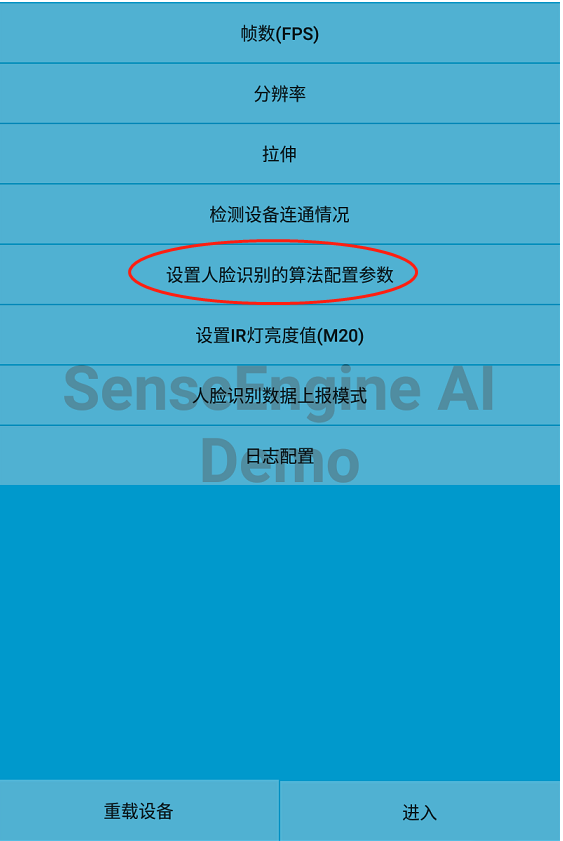 帧数(FPS)
分辨率
拉伸
检测设备连通情况
设置人脸识别的算法配置参数
设置IR灯亮度值(M20)
SenseEngine AI
人脸识别数据上报模式
Demo
日志配置
重载设备
进入